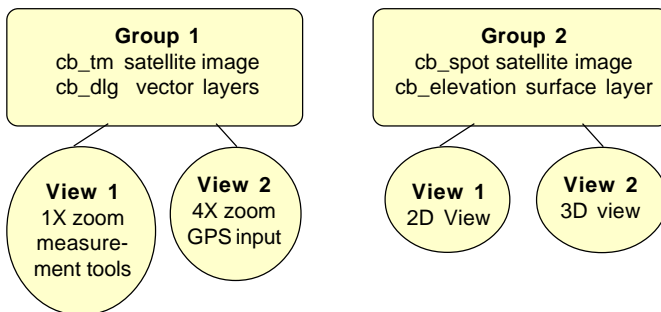 Group 1
cb_tm satellite image
cb_dlg vector layers
Group 2
cb_spot satellite image
cb_elevation surface layer
View 1
1X zoom
measure-
ment tools
View 2
4X zoom
GPS input
View 1
2D View
View 2
3D view